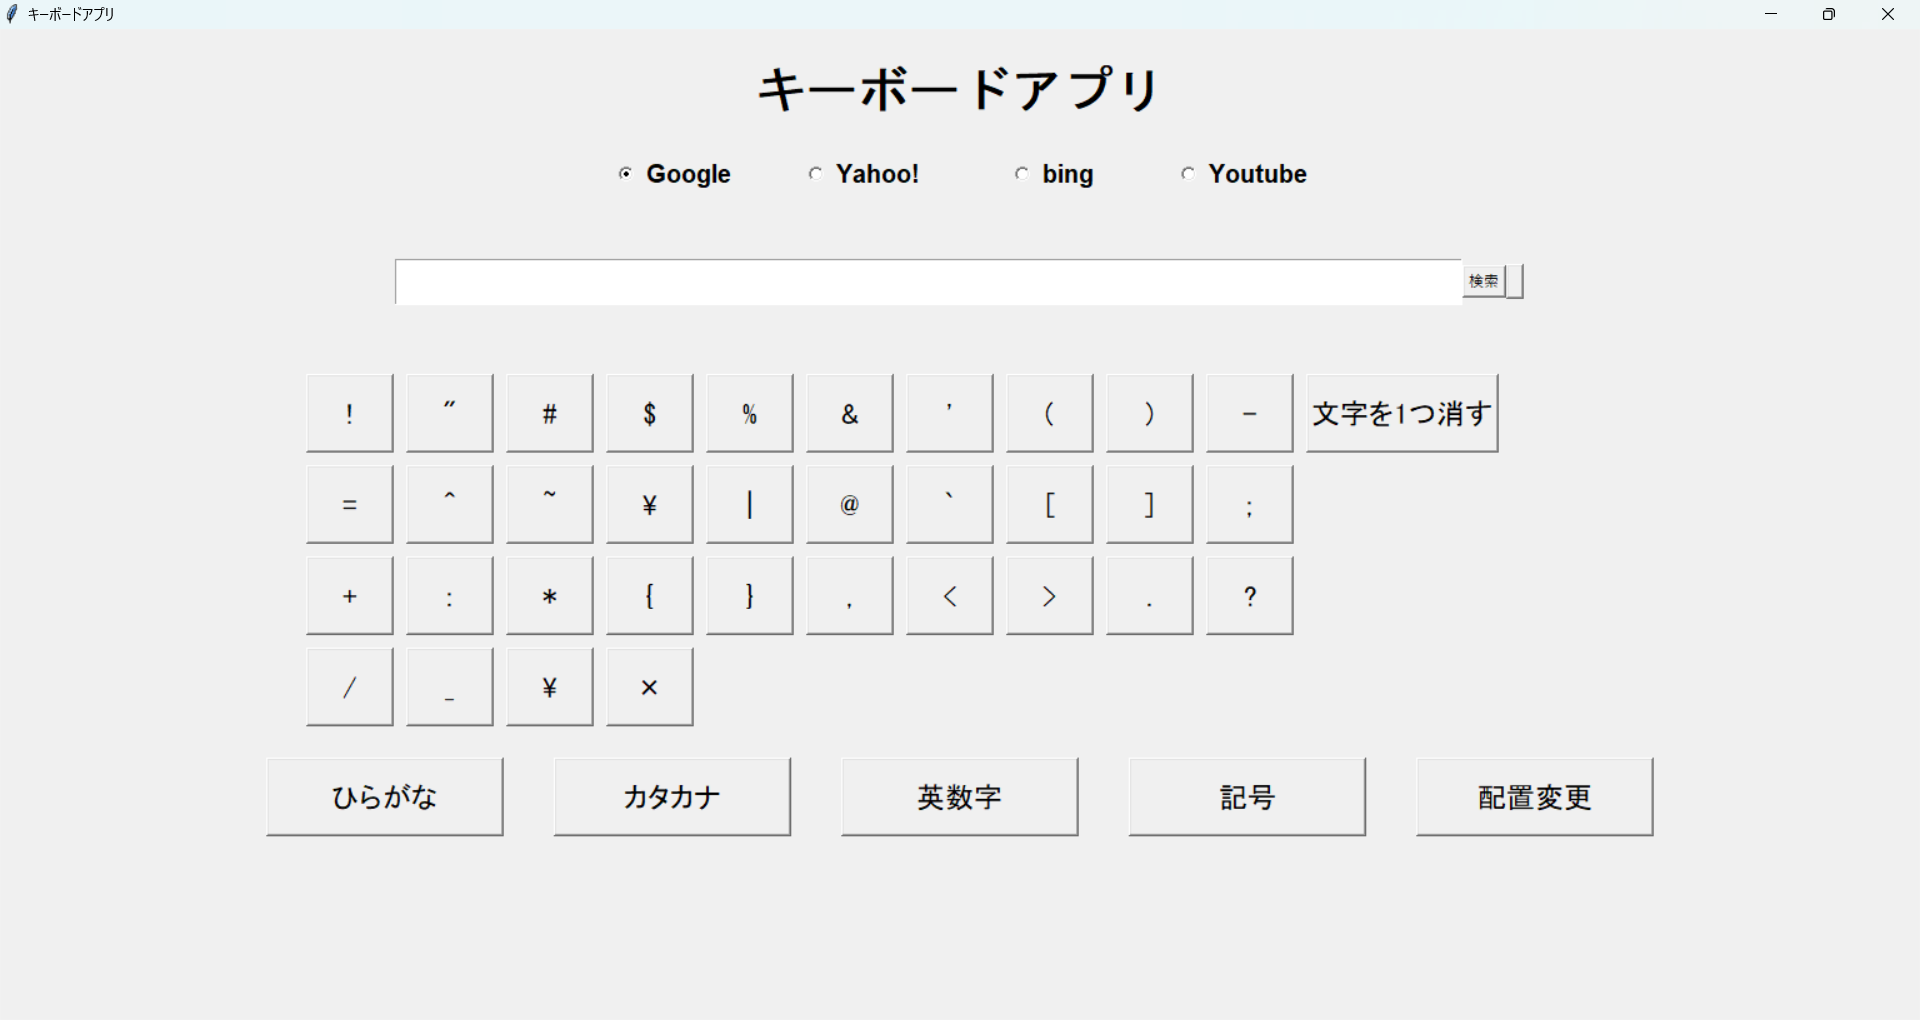 キーボードアプリ
キーボードアプリ
Google Yahoo! bing Youtube
検索
! ″ # $ % & ' ( ) - 文字を1つ消す
= ^ ~ ¥ | @ ` [ ] ;
+ : * { } , < > . ?
/ _ ¥ ×
ひらがな カタカナ 英数字 記号 配置変更